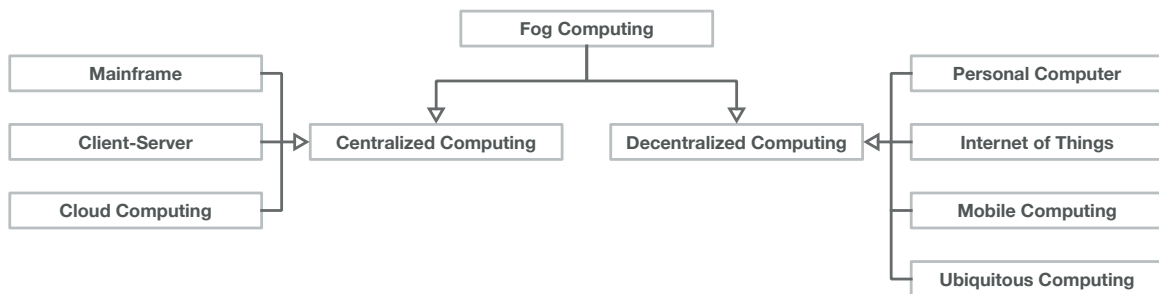 Fog Computing
Mainframe
Personal Computer
Client-Server
Centralized Computing
Decentralized Computing
Internet of Things
Cloud Computing
Mobile Computing
Ubiquitous Computing